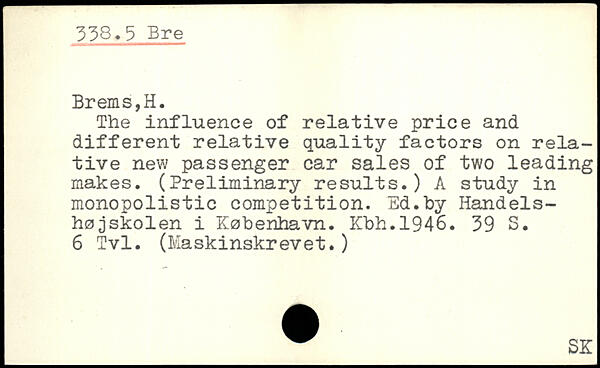 338.5 Bre
Brems,H.
The influence of relative price and
different relative quality factors on rela-
tive new passenger car sales of two leading
makes. (Preliminary results.) A study in
monopolistic competition. Ed.by Handels-
højskolen i København. Kbh.1946. 39 S.
6 Tvl. (Maskinskrevet.)
SK